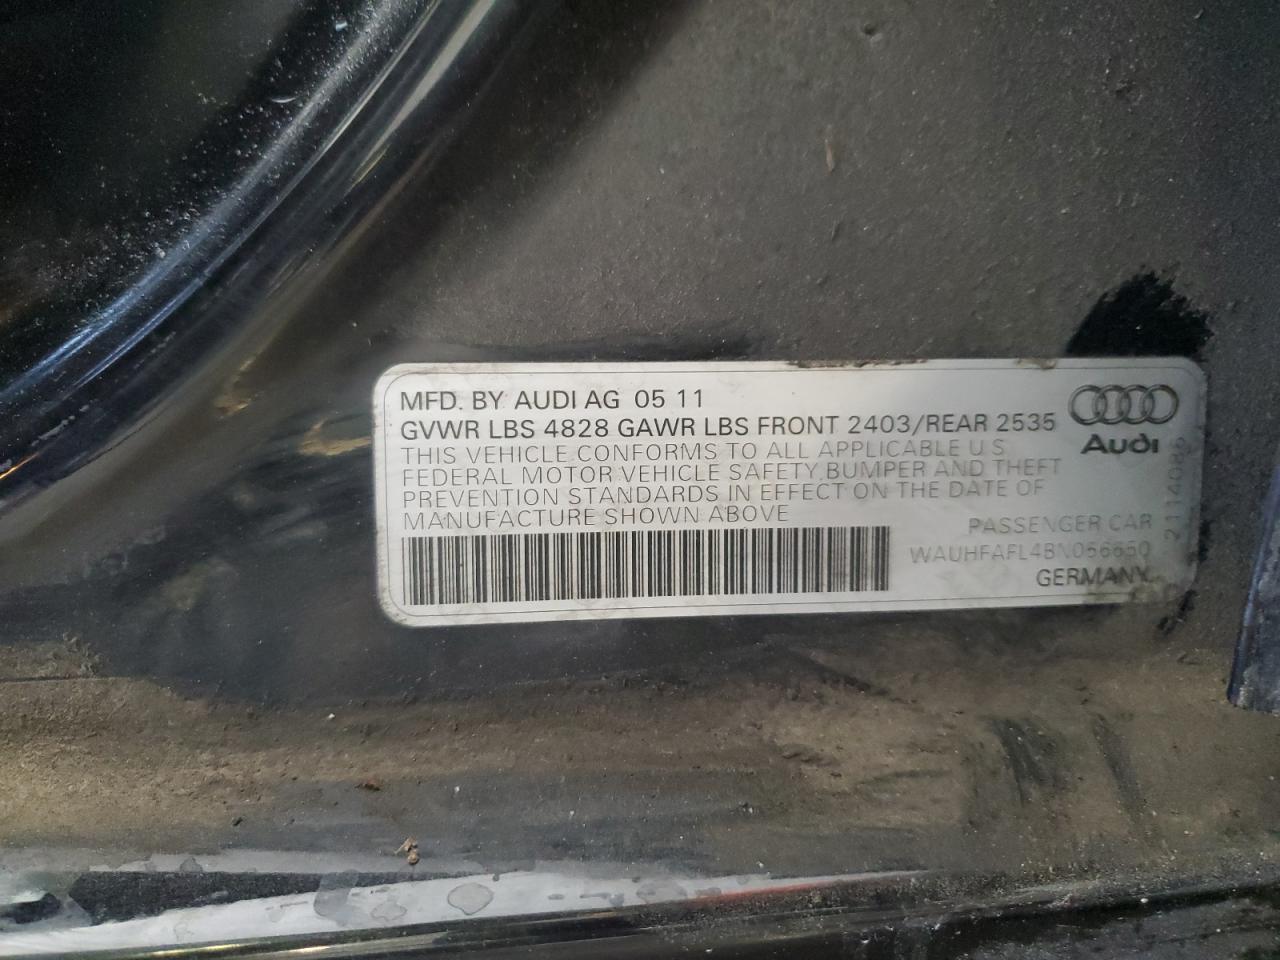 MFD. BY AUDI AG 05 11
GVWR LBS 4828 GAWR LBS FRONT 2403/REAR 2535
THIS VEHICLE CONFORMS TO ALL APPLICABLE U S
FEDERAL MOTOR VEHICLE SAFETY, BUMPER AND THEFT
PREVENTION STANDARDS IN EFFECT ON THE DATE OF
MANUFACTURE SHOWN ABOVE
Audi
PASSENGER CAR
WAUHFAFL4BN056650
GERMANY